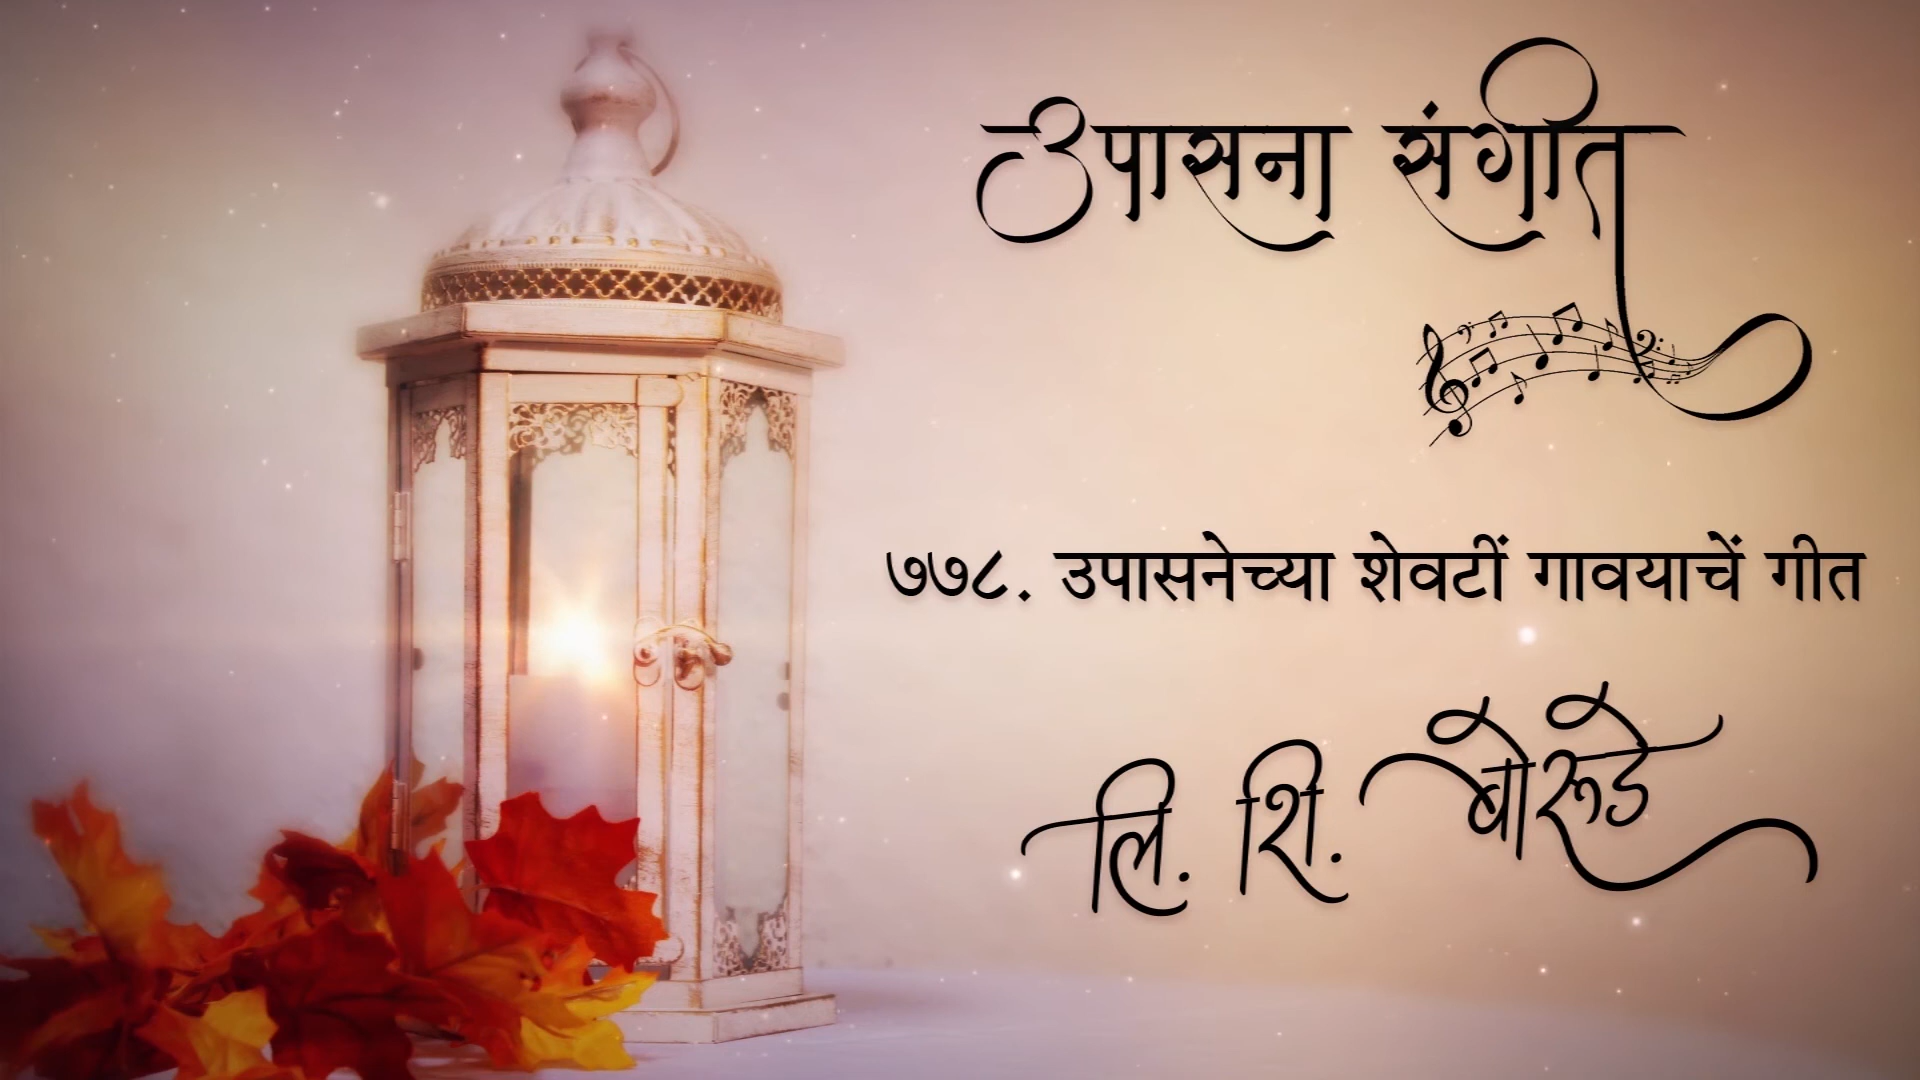 उपासना संगीत
७७८. उपासनेच्या शेवटीं गावयाचें गीत
लि. शि. बोरूडे